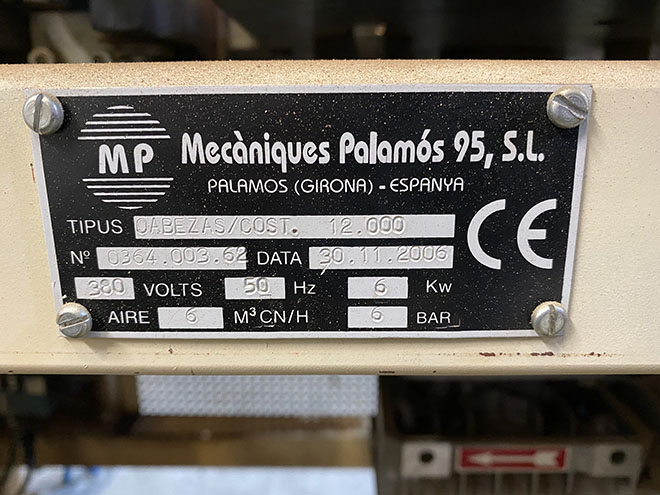 MP
Mecàniques Palamós 95, S.L.
PALAMOS (GIRONA) - ESPANYA
TIPUS CABEZAS/COST. 12.000
Nº 0364.003.62 DATA 30.11.2006
380 VOLTS 50 Hz 6 Kw
AIRE 6 M³CN/H 6 BAR
CE